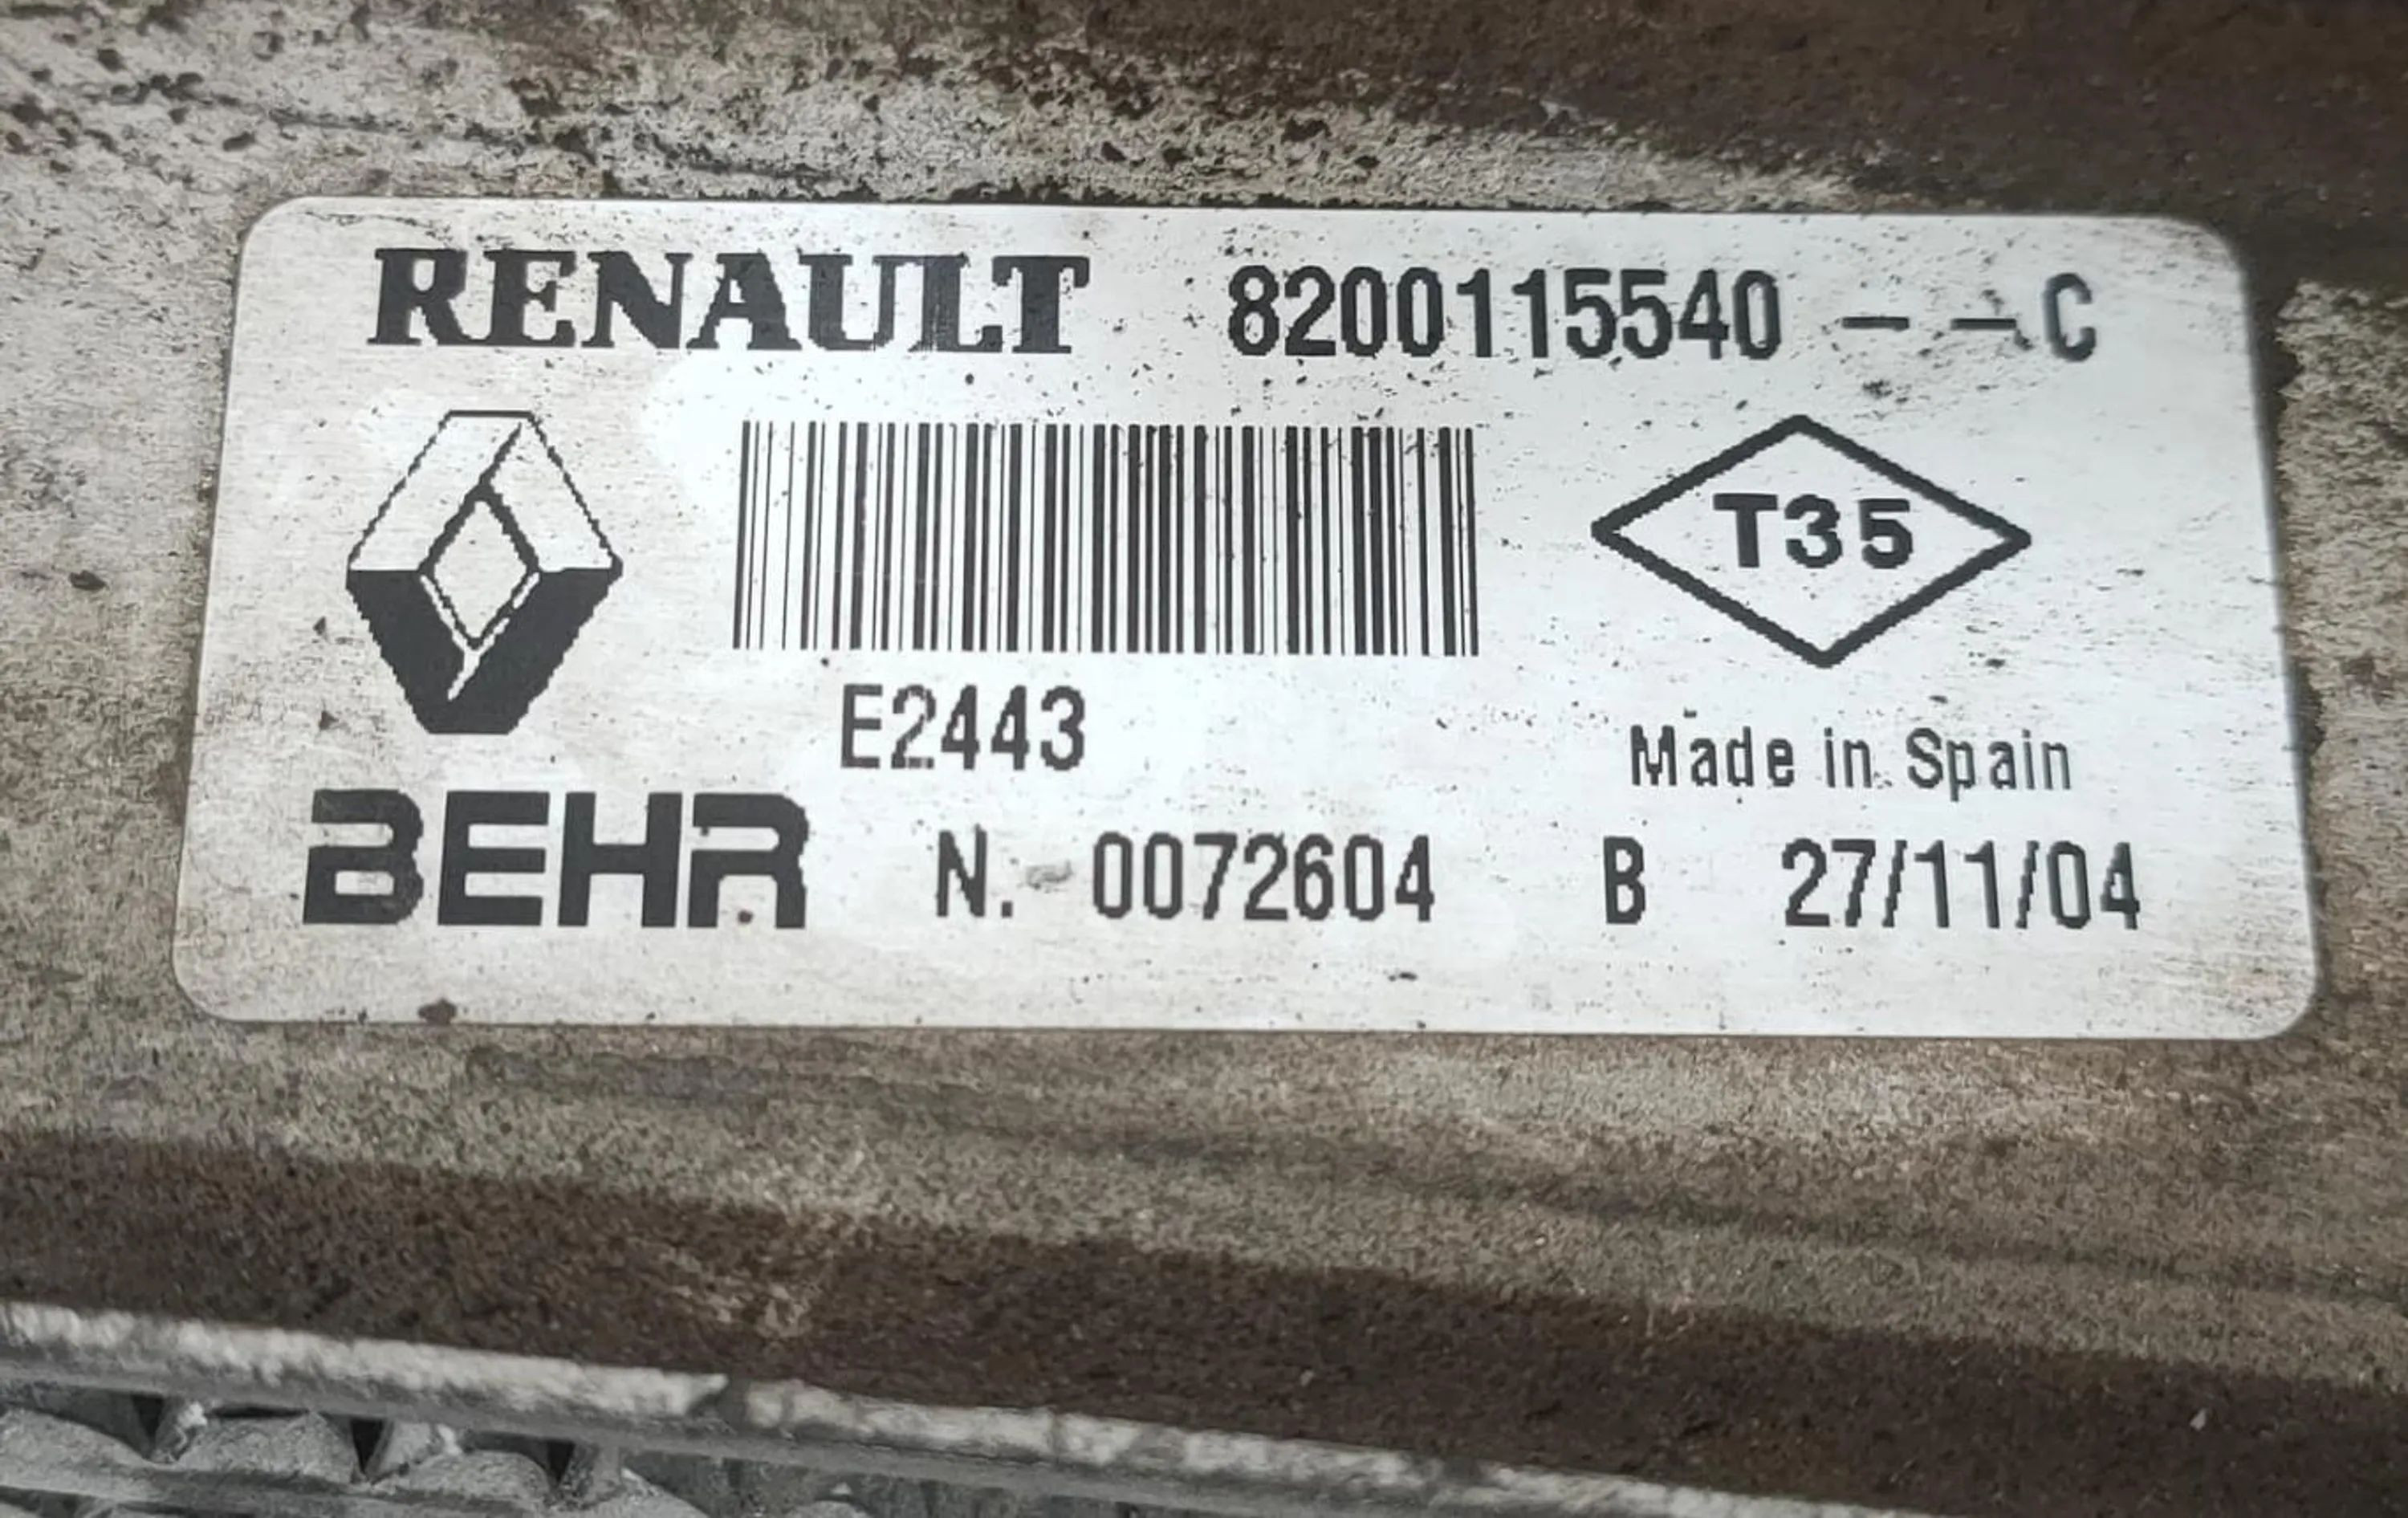 RENAULT 8200115540 – – C
T35
E2443
Made in Spain
BEHR N. 0072604 B 27/11/04